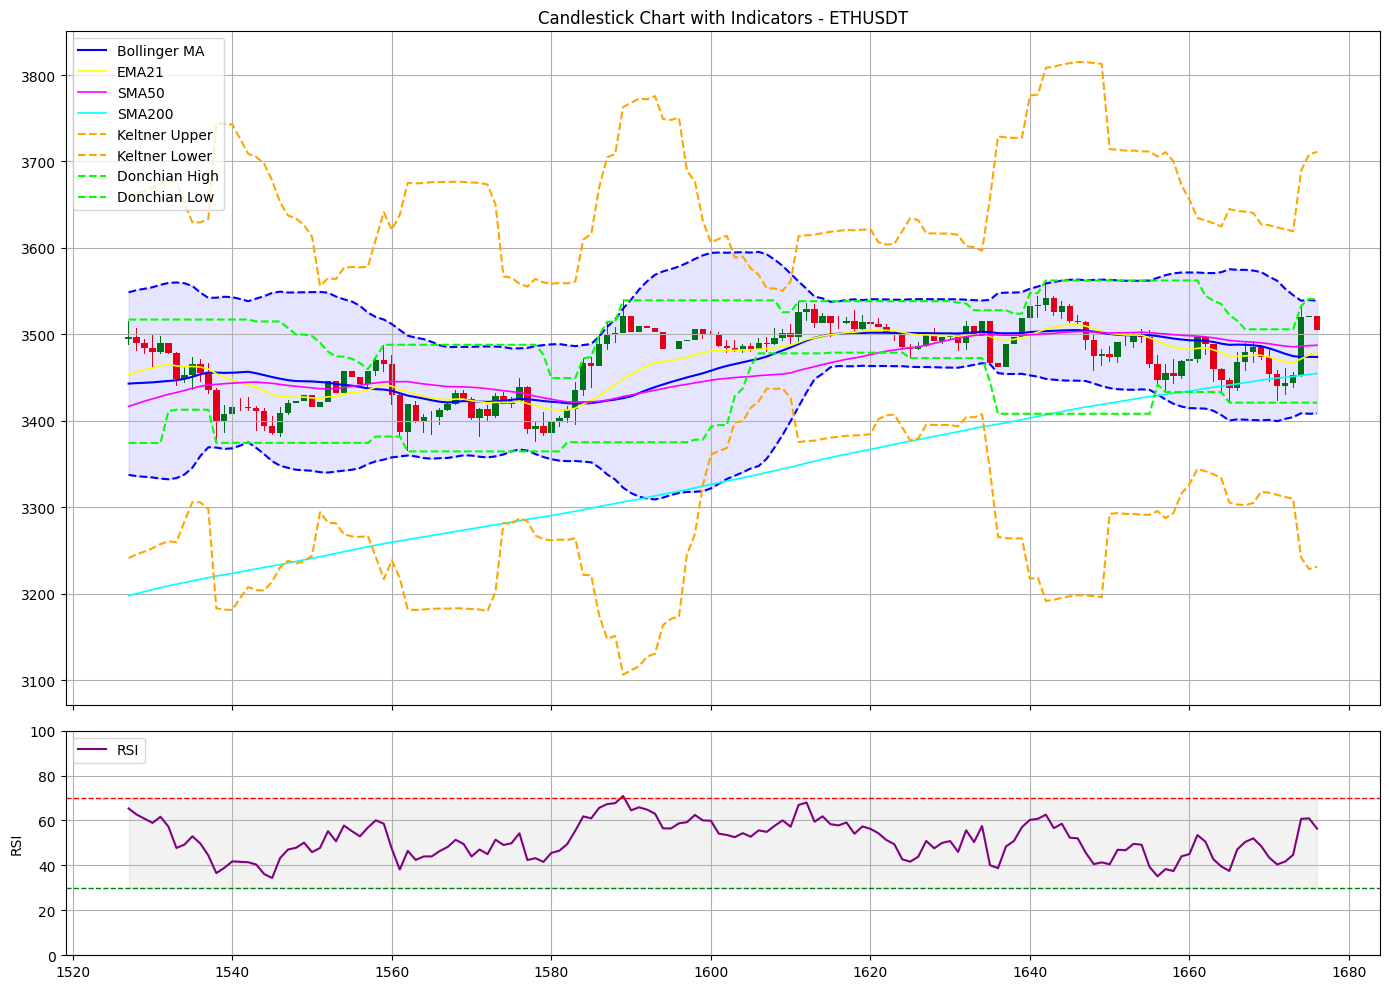 Candlestick Chart with Indicators - ETHUSDT
Bollinger MA
EMA21
SMA50
SMA200
Keltner Upper
Keltner Lower
Donchian High
Donchian Low
3800
3700
3600
3500
3400
3300
3200
3100
RSI
100
80
60
40
20
0
RSI
1520 1540 1560 1580 1600 1620 1640 1660 1680